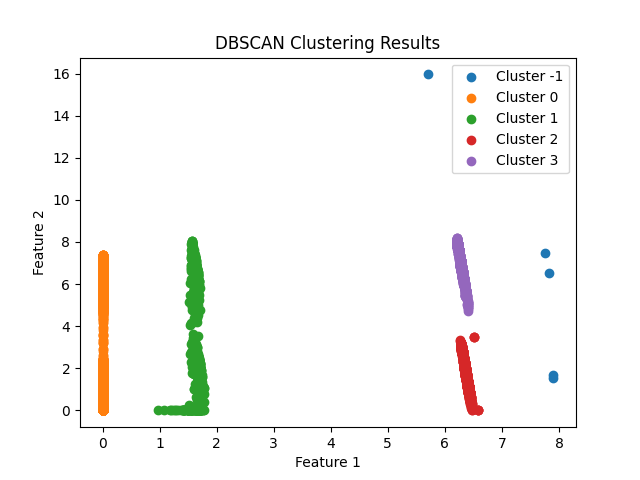 DBSCAN Clustering Results
Cluster -1
Cluster 0
Cluster 1
Cluster 2
Cluster 3
16
14
12
10
8
6
4
2
0
Feature 2
0 1 2 3 4 5 6 7 8
Feature 1